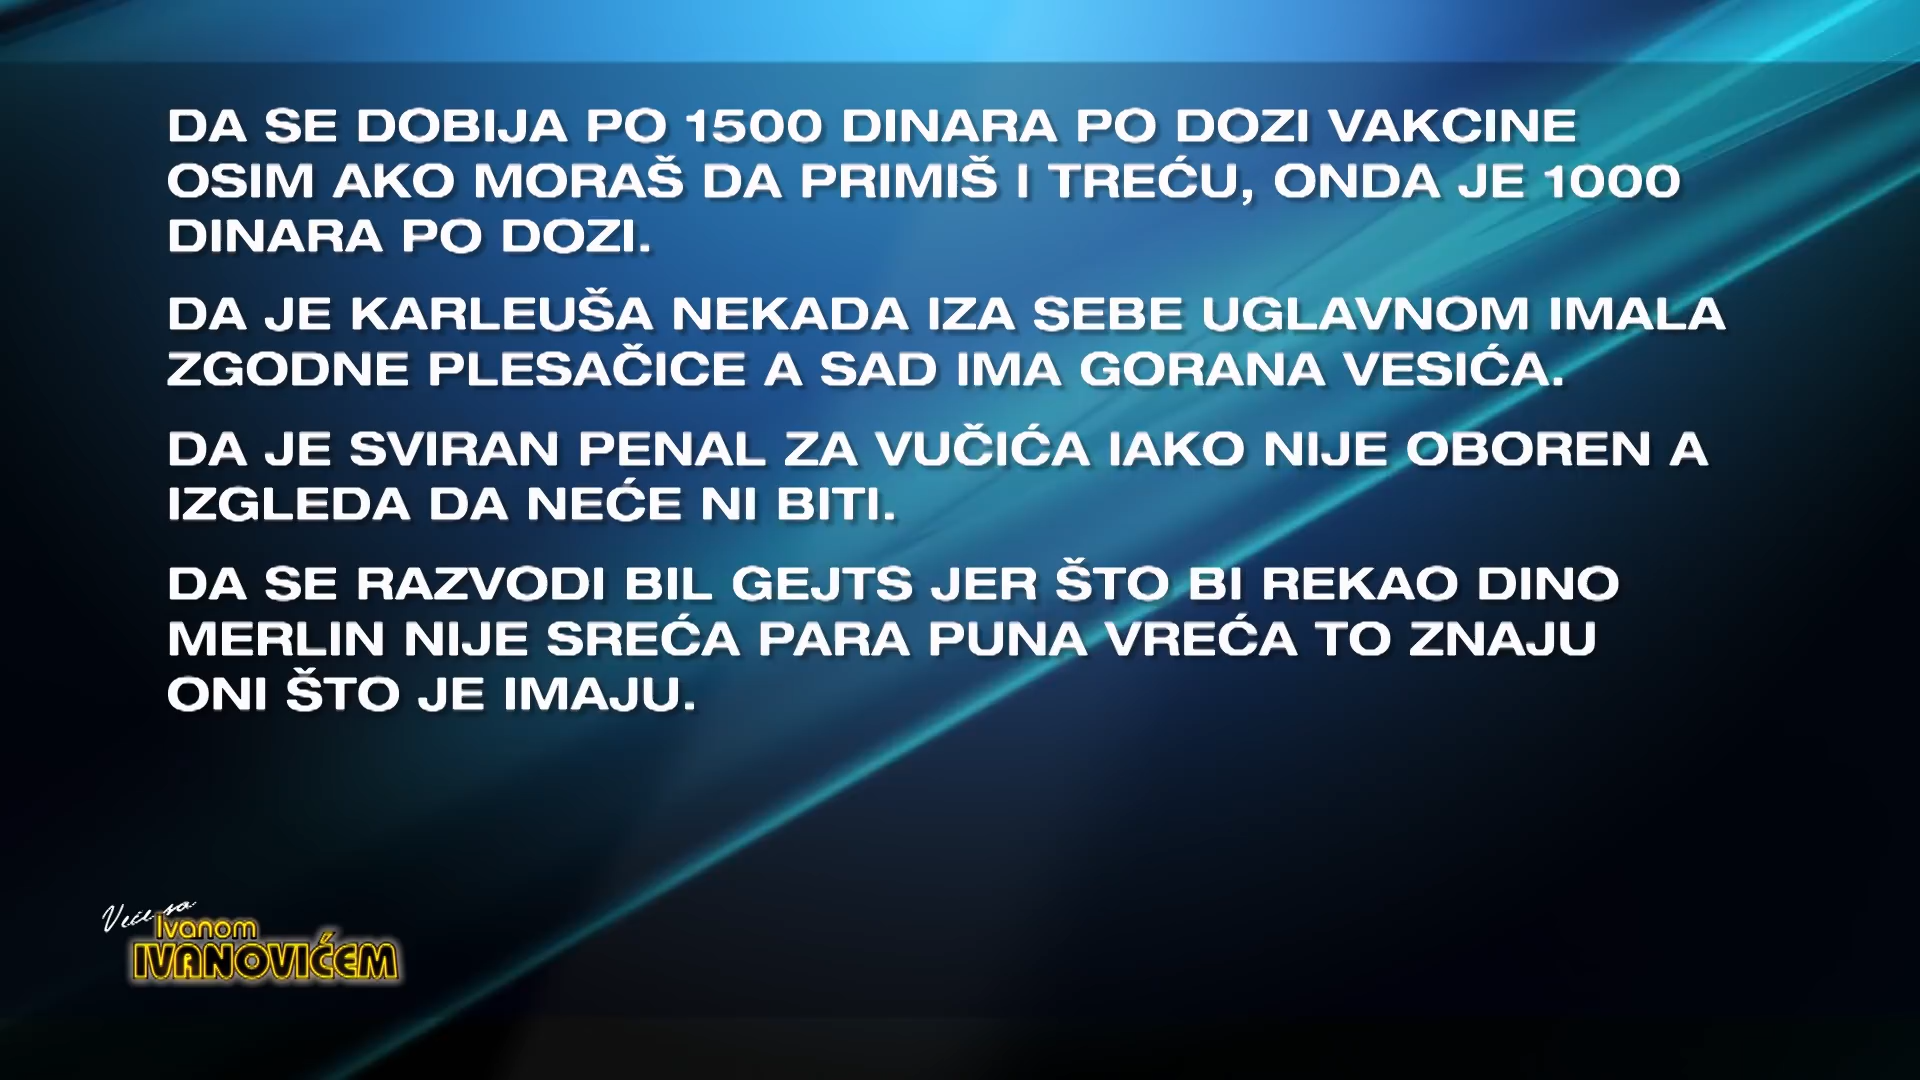 DA SE DOBIJA PO 1500 DINARA PO DOZI VAKCINE
OSIM AKO MORAŠ DA PRIMIŠ I TREĆU, ONDA JE 1000
DINARA PO DOZI.
DA JE KARLEUŠA NEKADA IZA SEBE UGLAVNOM IMALA
ZGODNE PLESAČICE A SAD IMA GORANA VESIĆA.
DA JE SVIRAN PENAL ZA VUČIĆA IAKO NIJE OBOREN A
IZGLEDA DA NEĆE NI BITI.
DA SE RAZVODI BIL GEJTS JER ŠTO BI REKAO DINO
MERLIN NIJE SREĆA PARA PUNA VREĆA TO ZNAJU
ONI ŠTO JE IMAJU.
Veče sa
Ivanom
IVANOVIĆEM